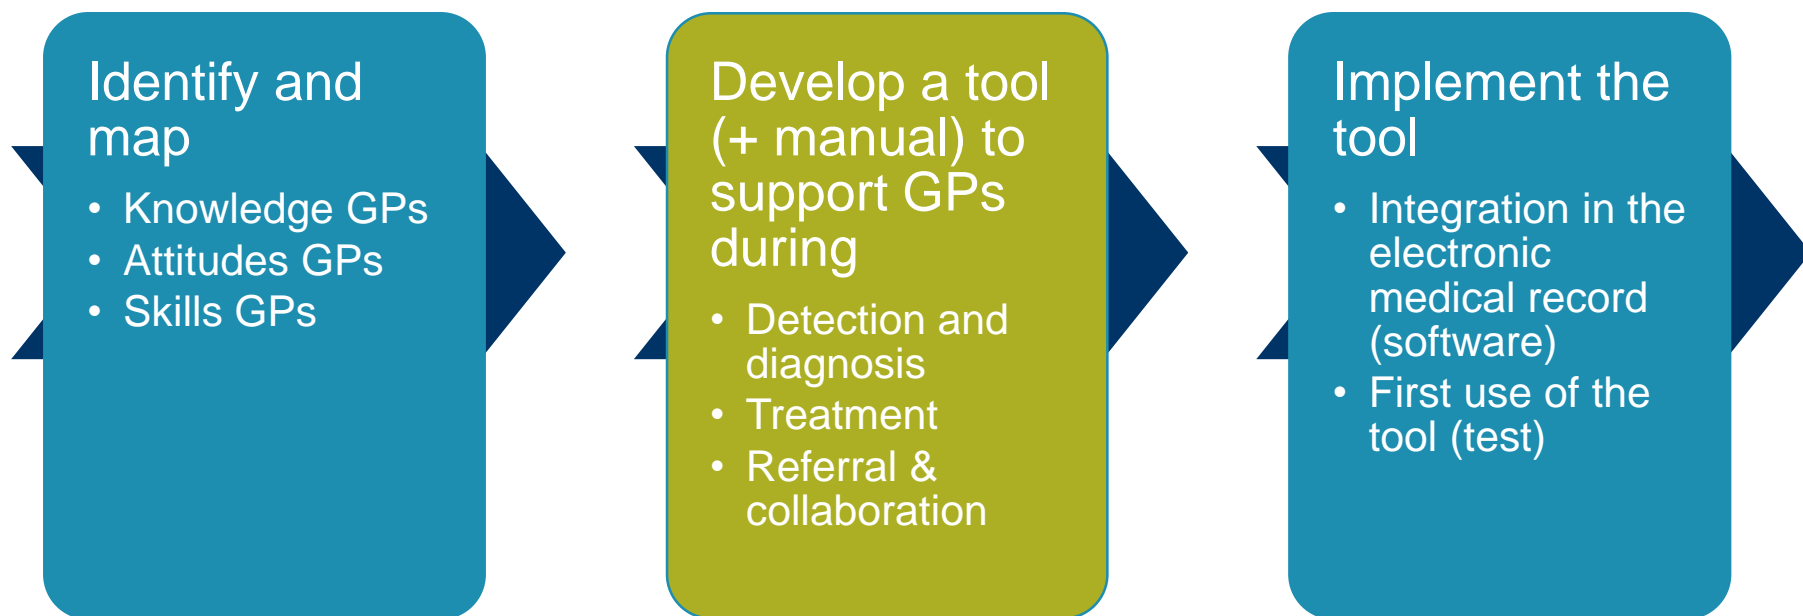 Identify and
map
• Knowledge GPs
• Attitudes GPs
• Skills GPs
Develop a tool
(+ manual) to
support GPs
during
• Detection and
diagnosis
• Treatment
• Referral &
collaboration
Implement the
tool
• Integration in the
electronic
medical record
(software)
• First use of the
tool (test)